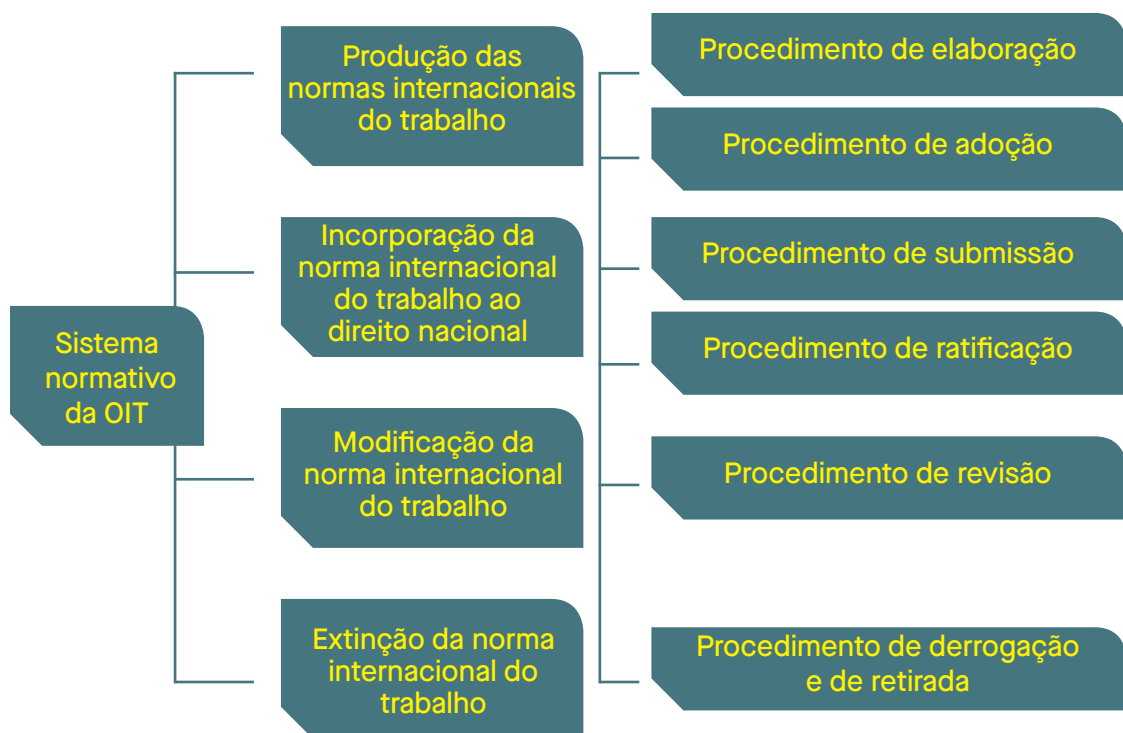 Sistema
normativo
da OIT
Produção das
normas internacionais
do trabalho
Incorporação da
norma internacional
do trabalho ao
direito nacional
Modificação da
norma internacional
do trabalho
Extinção da norma
internacional do
trabalho
Procedimento de elaboração
Procedimento de adoção
Procedimento de submissão
Procedimento de ratificação
Procedimento de revisão
Procedimento de derrogação
e de retirada